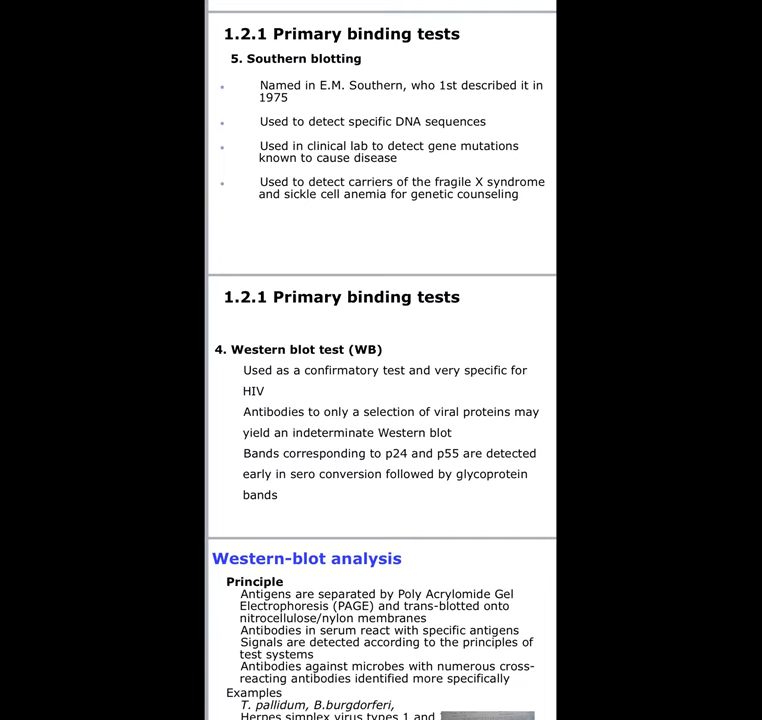 1.2.1 Primary binding tests
5. Southern blotting
Named in E.M. Southern, who 1st described it in
1975
Used to detect specific DNA sequences
Used in clinical lab to detect gene mutations
known to cause disease
Used to detect carriers of the fragile X syndrome
and sickle cell anemia for genetic counseling
1.2.1 Primary binding tests
4. Western blot test (WB)
Used as a confirmatory test and very specific for
HIV
Antibodies to only a selection of viral proteins may
yield an indeterminate Western blot
Bands corresponding to p24 and p55 are detected
early in sero conversion followed by glycoprotein
bands
Western-blot analysis
Principle
Antigens are separated by Poly Acrylomide Gel
Electrophoresis (PAGE) and trans-blotted onto
nitrocellulose/nylon membranes
Antibodies in serum react with specific antigens
Signals are detected according to the principles of
test systems
Antibodies against microbes with numerous cross-
reacting antibodies identified more specifically
Examples
T. pallidum, B.burgdorferi,
Herpes simplex virus types 1 and